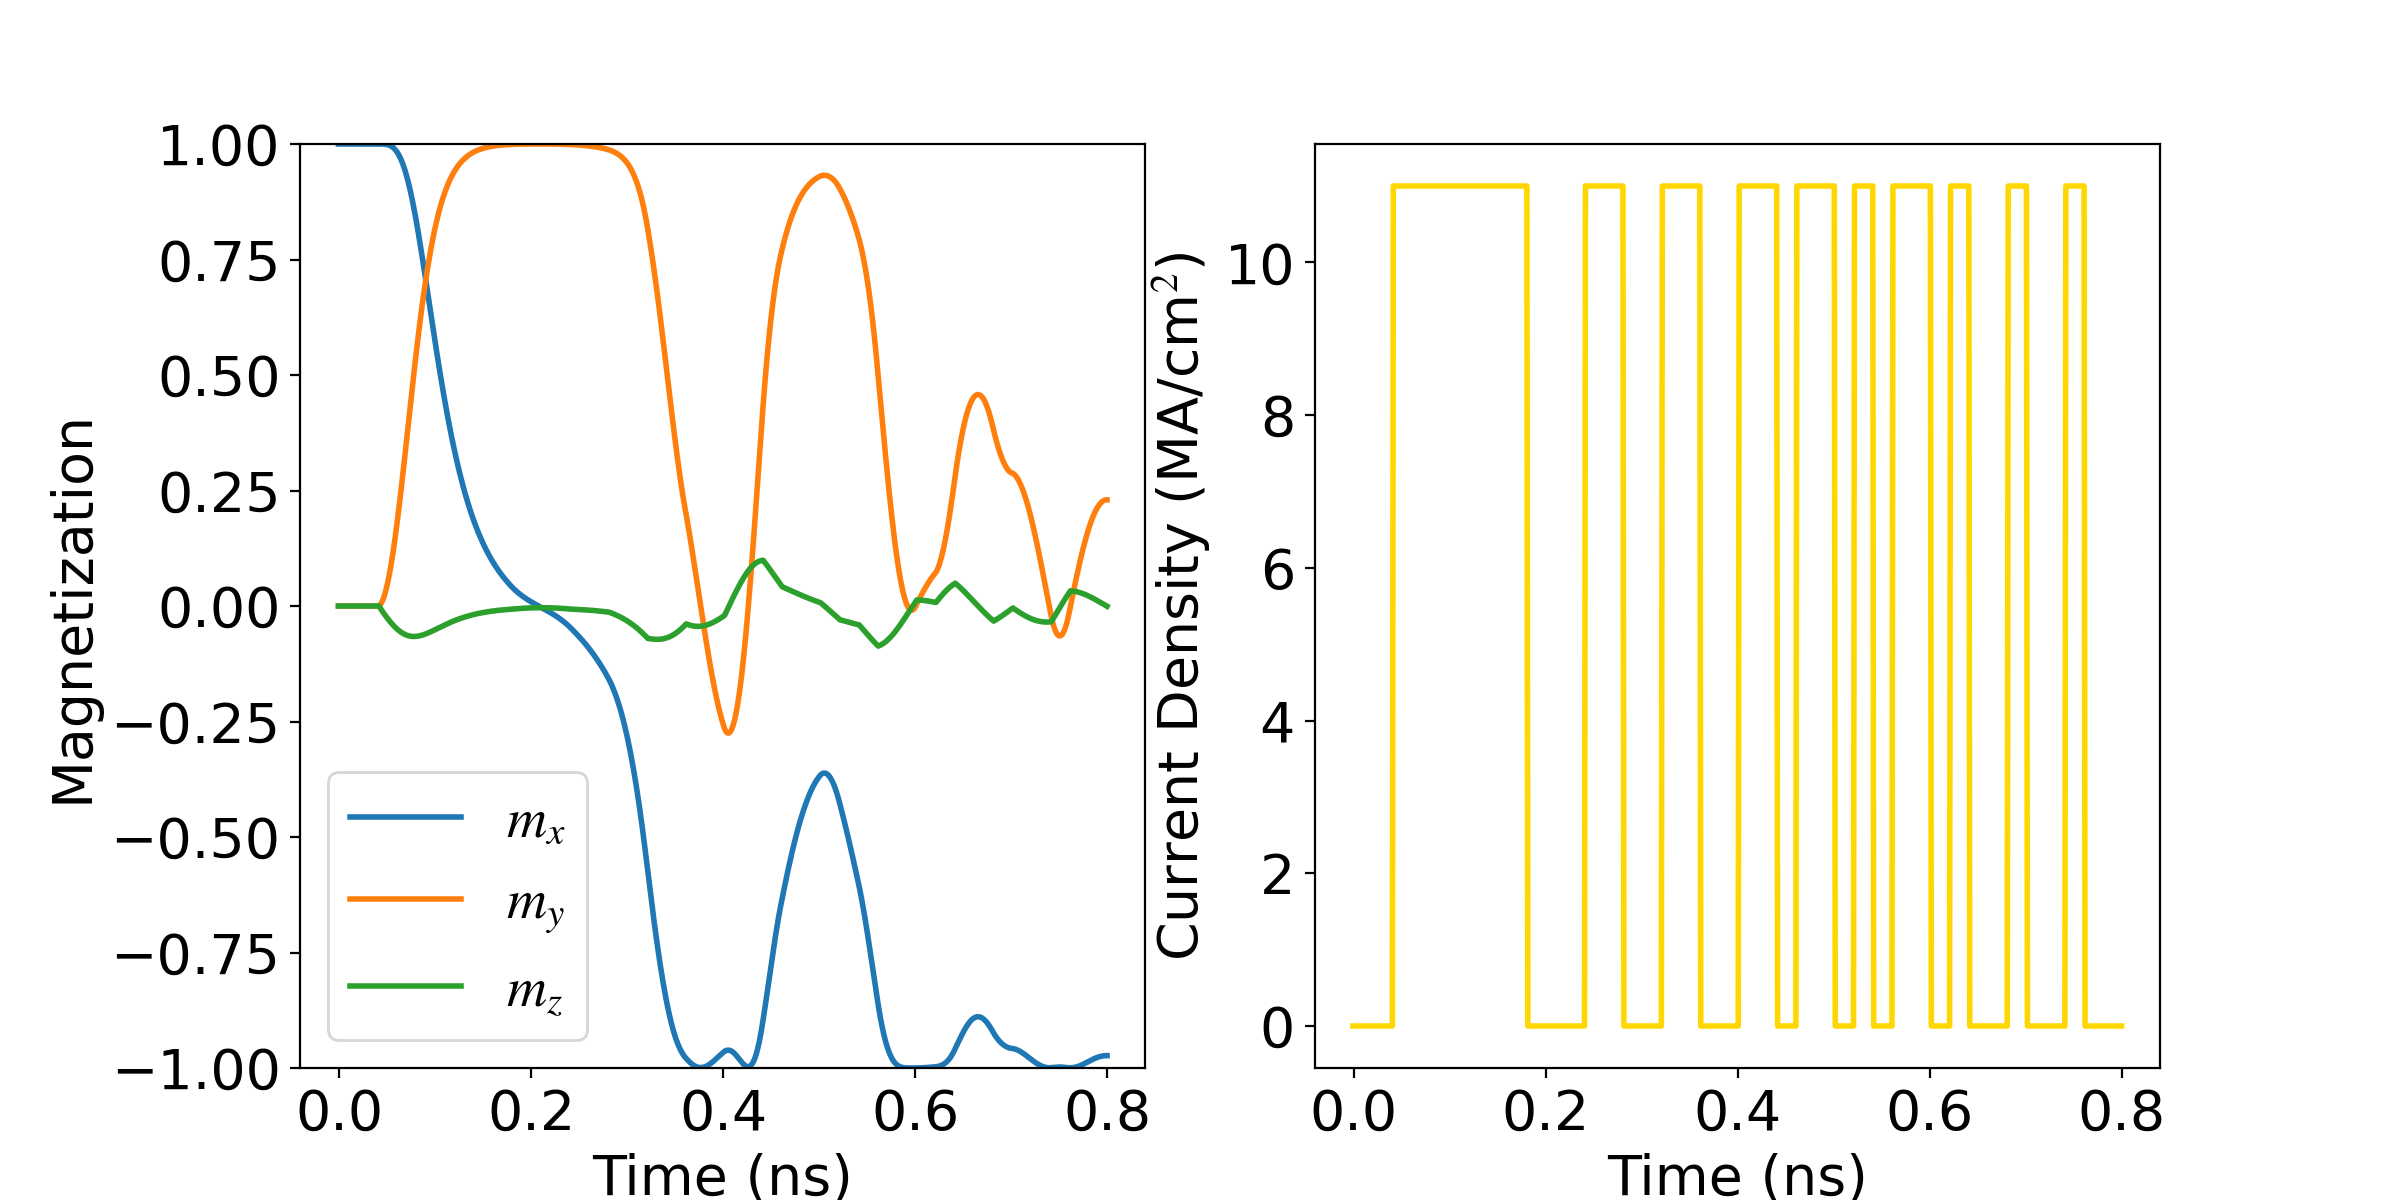 Magnetization
1.00
0.75
0.50
0.25
0.00
−0.25
−0.50
−0.75
−1.00
m_x
m_y
m_z
0.0 0.2 0.4 0.6 0.8
Time (ns)
Current Density (MA/cm²)
10
8
6
4
2
0
0.0 0.2 0.4 0.6 0.8
Time (ns)